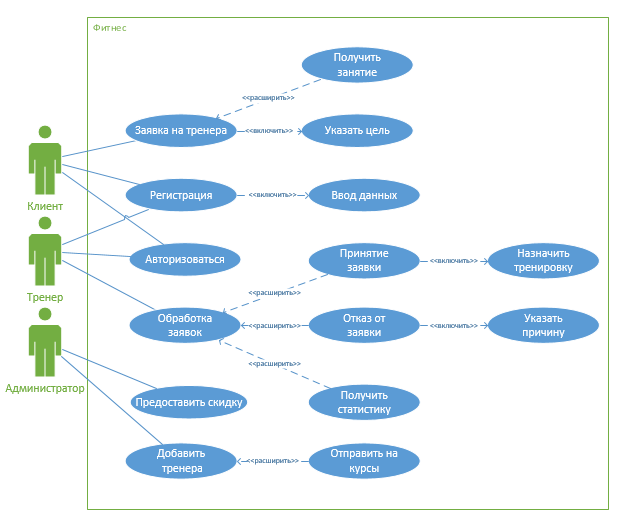 Фитнес
Получить
занятие
<<расширить>>
Заявка на тренера
<<включить>>
Указать цель
Клиент
Регистрация
<<включить>>
Ввод данных
Авторизоваться
Принятие
заявки
<<включить>>
Назначить
тренировку
Тренер
<<расширить>>
Обработка
заявок
<<расширить>>
Отказ от
заявки
<<включить>>
Указать
причину
<<расширить>>
Администратор
Предоставить скидку
Получить
статистику
Добавить
тренера
<<расширить>>
Отправить на
курсы